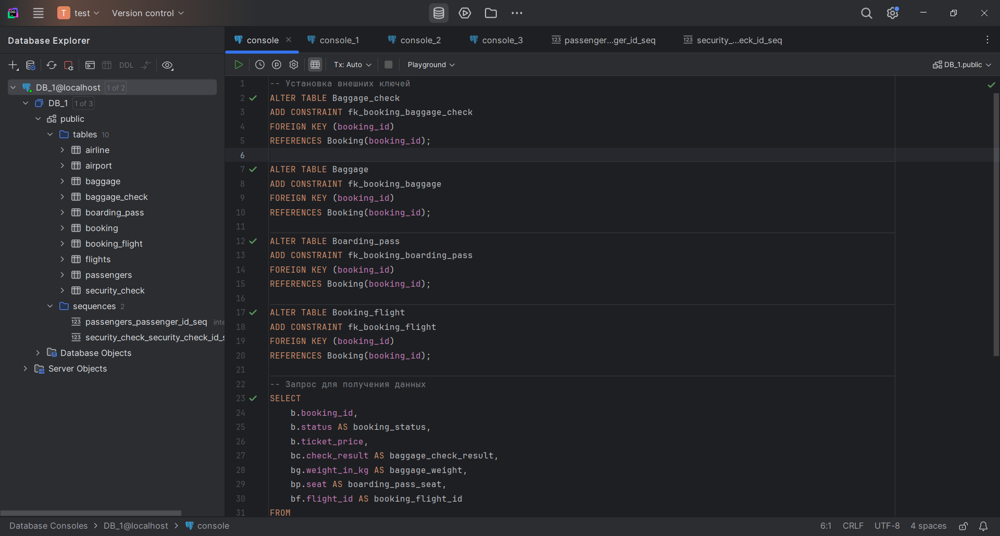 T test Version control
Database Explorer
console console_1 console_2 console_3 passenger...ger_id_seq security_...eck_id_seq
DDL
Tx: Auto Playground DB_1.public
DB_1@localhost 1 of 2
DB_1 1 of 3
public
tables 10
airline
airport
baggage
baggage_check
boarding_pass
booking
booking_flight
flights
passengers
security_check
sequences 2
passengers_passenger_id_seq inte
security_check_security_check_id_s
Database Objects
Server Objects
1 -- Установка внешних ключей
2 ALTER TABLE Baggage_check
3 ADD CONSTRAINT fk_booking_baggage_check
4 FOREIGN KEY (booking_id)
5 REFERENCES Booking(booking_id);
6
7 ALTER TABLE Baggage
8 ADD CONSTRAINT fk_booking_baggage
9 FOREIGN KEY (booking_id)
10 REFERENCES Booking(booking_id);
11
12 ALTER TABLE Boarding_pass
13 ADD CONSTRAINT fk_booking_boarding_pass
14 FOREIGN KEY (booking_id)
15 REFERENCES Booking(booking_id);
16
17 ALTER TABLE Booking_flight
18 ADD CONSTRAINT fk_booking_flight
19 FOREIGN KEY (booking_id)
20 REFERENCES Booking(booking_id);
21
22 -- Запрос для получения данных
23 SELECT
24 b.booking_id,
25 b.status AS booking_status,
26 b.ticket_price,
27 bc.check_result AS baggage_check_result,
28 bg.weight_in_kg AS baggage_weight,
29 bp.seat AS boarding_pass_seat,
30 bf.flight_id AS booking_flight_id
31 FROM
Database Consoles > DB_1@localhost > console 6:1 CRLF UTF-8 4 spaces